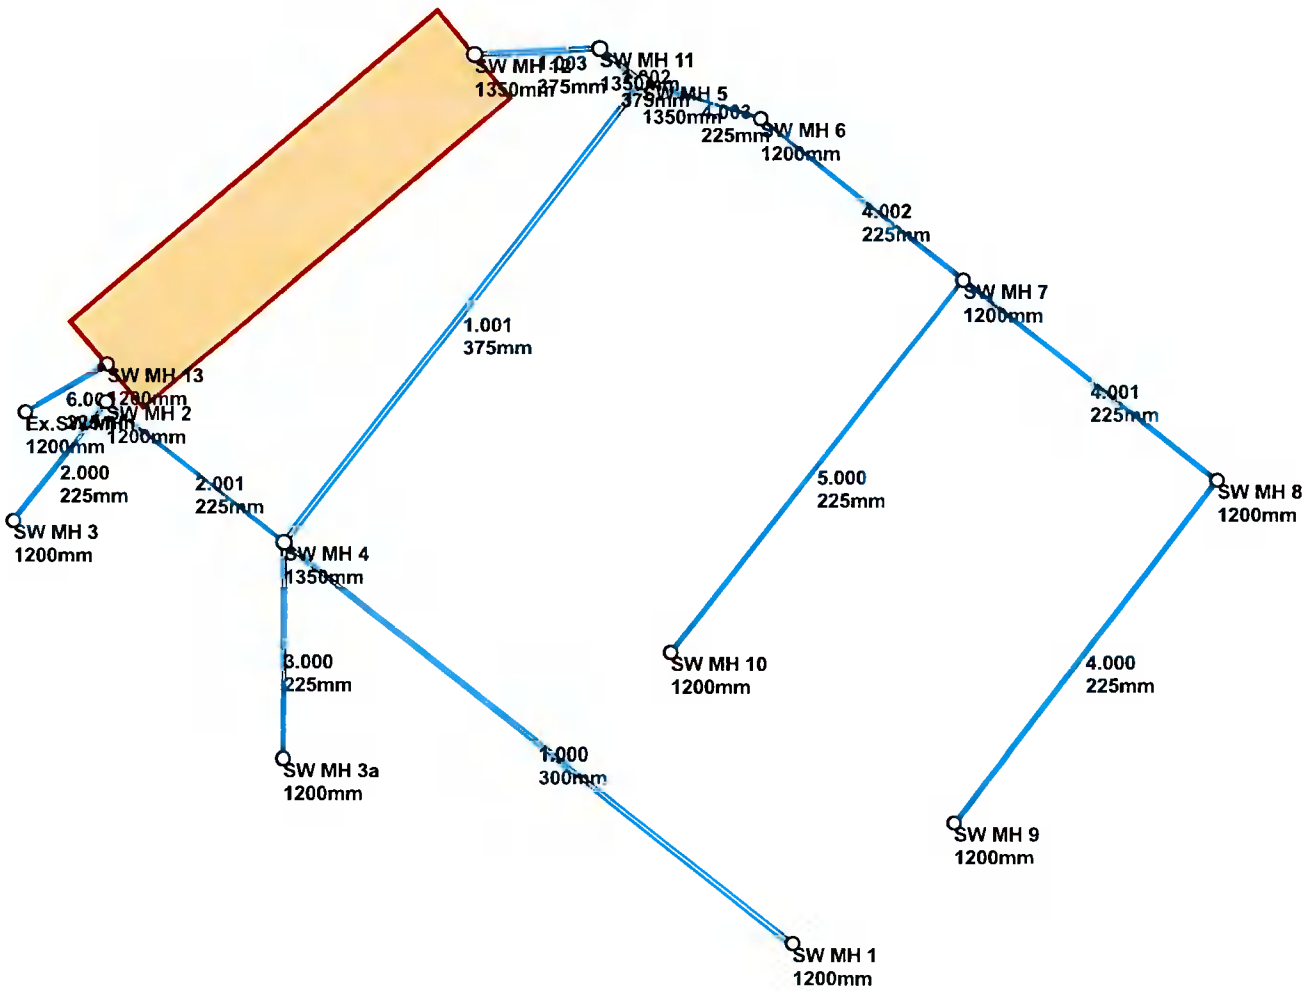 SW MH 12
1350mm
1.003
375mm
SW MH 11
1350mm
1.002
375mm
SW MH 5
1350mm
4.003
225mm
SW MH 6
1200mm
4.002
225mm
SW MH 7
1200mm
1.001
375mm
4.001
225mm
SW MH 13
1200mm
SW MH 2
1200mm
1200mm
2.000
225mm
2.001
225mm
5.000
225mm
SW MH 8
1200mm
SW MH 3
1200mm
SW MH 4
1350mm
3.000
225mm
SW MH 10
1200mm
4.000
225mm
SW MH 3a
1200mm
1.000
300mm
SW MH 9
1200mm
SW MH 1
1200mm